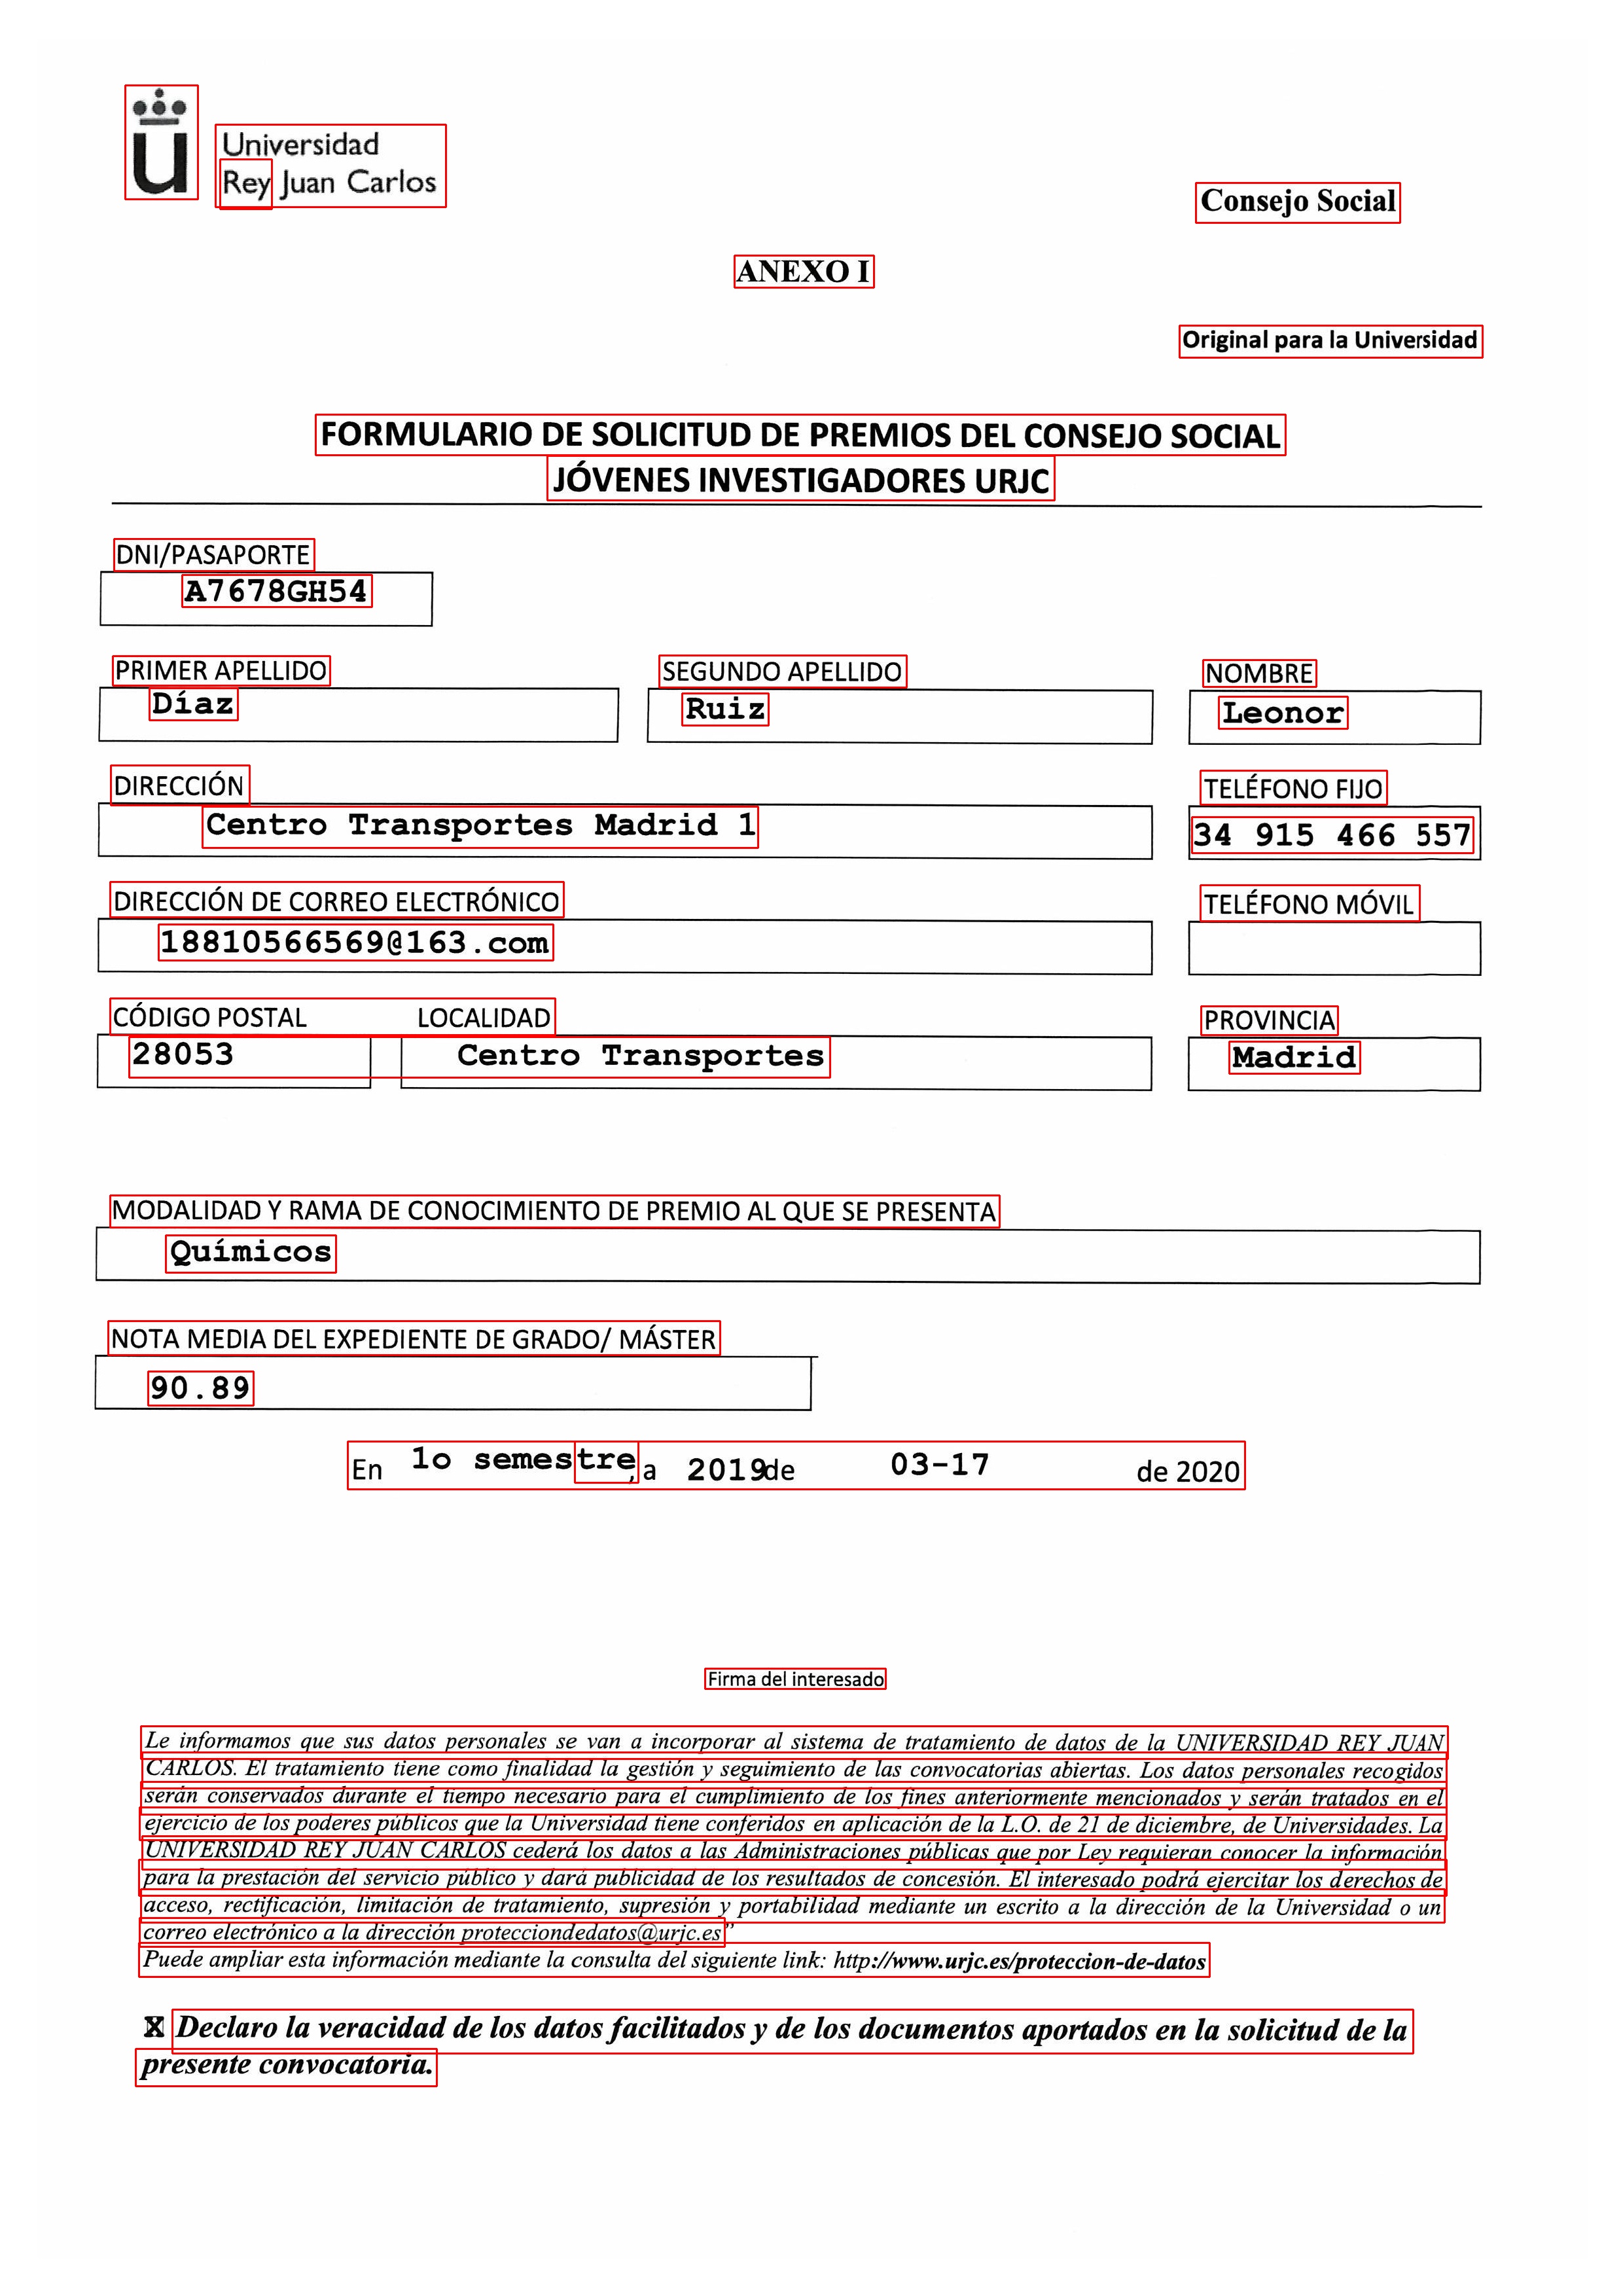 Universidad
Rey Juan Carlos
Consejo Social
ANEXO I
Original para la Universidad
FORMULARIO DE SOLICITUD DE PREMIOS DEL CONSEJO SOCIAL
JÓVENES INVESTIGADORES URJC
DNI/PASAPORTE
A7678GH54
PRIMER APELLIDO SEGUNDO APELLIDO NOMBRE
Díaz Ruiz Leonor
DIRECCIÓN TELÉFONO FIJO
Centro Transportes Madrid 1 34 915 466 557
DIRECCIÓN DE CORREO ELECTRÓNICO TELÉFONO MÓVIL
18810566569@163.com
CÓDIGO POSTAL LOCALIDAD PROVINCIA
28053 Centro Transportes Madrid
MODALIDAD Y RAMA DE CONOCIMIENTO DE PREMIO AL QUE SE PRESENTA
Químicos
NOTA MEDIA DEL EXPEDIENTE DE GRADO/ MÁSTER
90.89
En 1o semestre, a 2019 de 03-17 de 2020
Firma del interesado
Le informamos que sus datos personales se van a incorporar al sistema de tratamiento de datos de la UNIVERSIDAD REY JUAN
CARLOS. El tratamiento tiene como finalidad la gestión y seguimiento de las convocatorias abiertas. Los datos personales recogidos
serán conservados durante el tiempo necesario para el cumplimiento de los fines anteriormente mencionados y serán tratados en el
ejercicio de los poderes públicos que la Universidad tiene conferidos en aplicación de la L.O. de 21 de diciembre, de Universidades. La
UNIVERSIDAD REY JUAN CARLOS cederá los datos a las Administraciones públicas que por Ley requieran conocer la información
para la prestación del servicio público y dará publicidad de los resultados de concesión. El interesado podrá ejercitar los derechos de
acceso, rectificación, limitación de tratamiento, supresión y portabilidad mediante un escrito a la dirección de la Universidad o un
correo electrónico a la dirección protecciondedatos@urjc.es”
Puede ampliar esta información mediante la consulta del siguiente link: http://www.urjc.es/proteccion-de-datos
X Declaro la veracidad de los datos facilitados y de los documentos aportados en la solicitud de la
presente convocatoria.